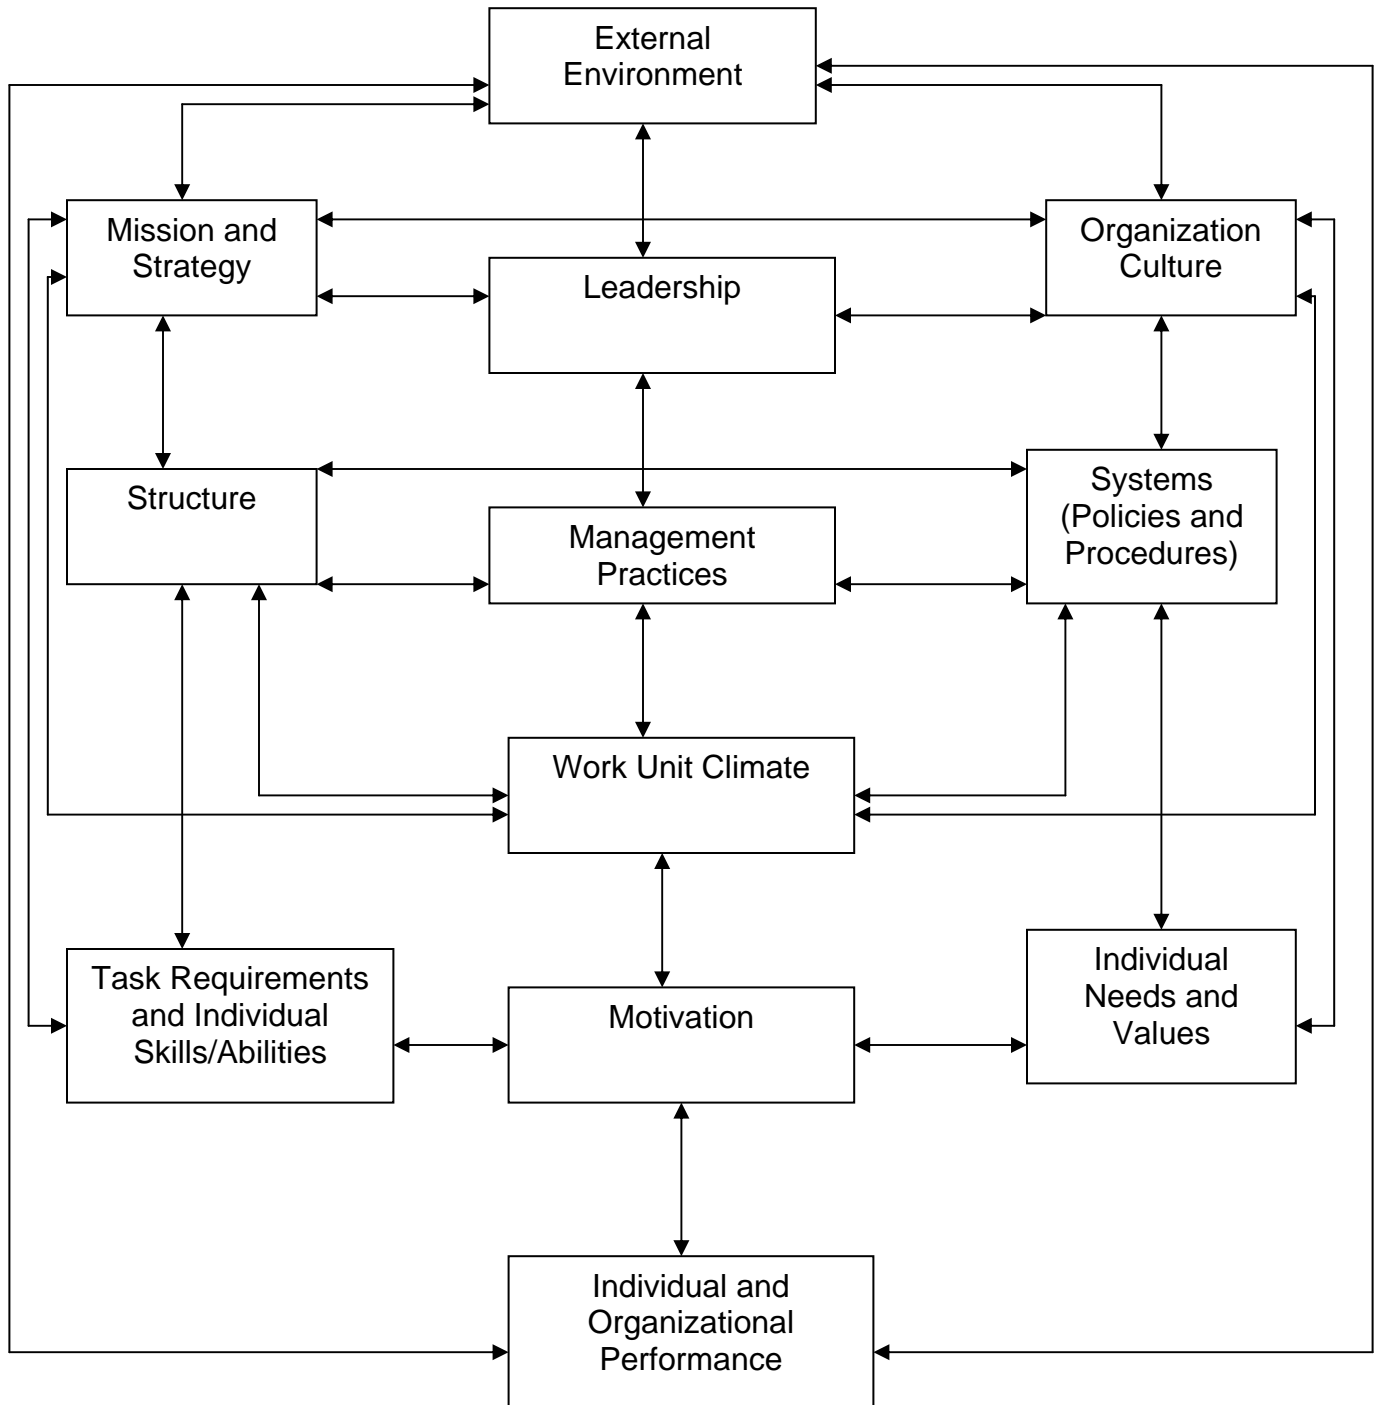 External
Environment
Mission and
Strategy
Organization
Culture
Leadership
Structure
Systems
(Policies and
Procedures)
Management
Practices
Work Unit Climate
Task Requirements
and Individual
Skills/Abilities
Motivation
Individual
Needs and
Values
Individual and
Organizational
Performance